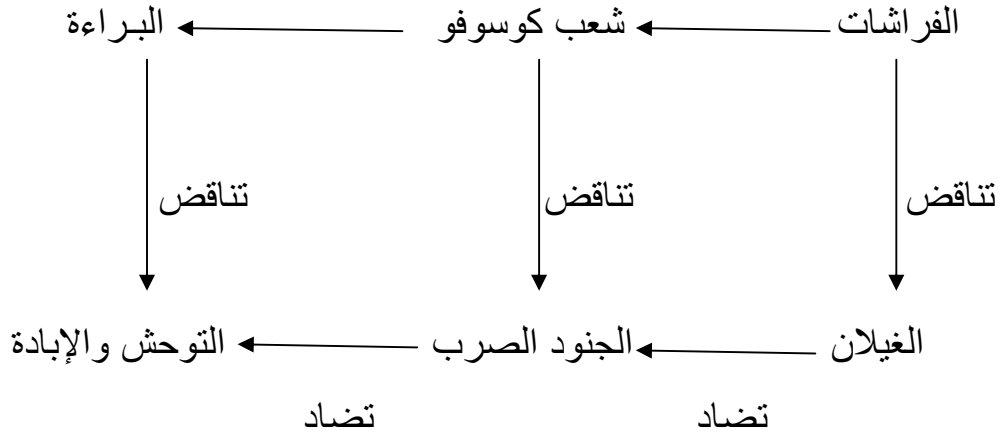 الفراشات شعب كوسوفو البراءة
تناقض تناقض تناقض
الغيلان الجنود الصرب التوحش والإبادة
تضاد تضاد